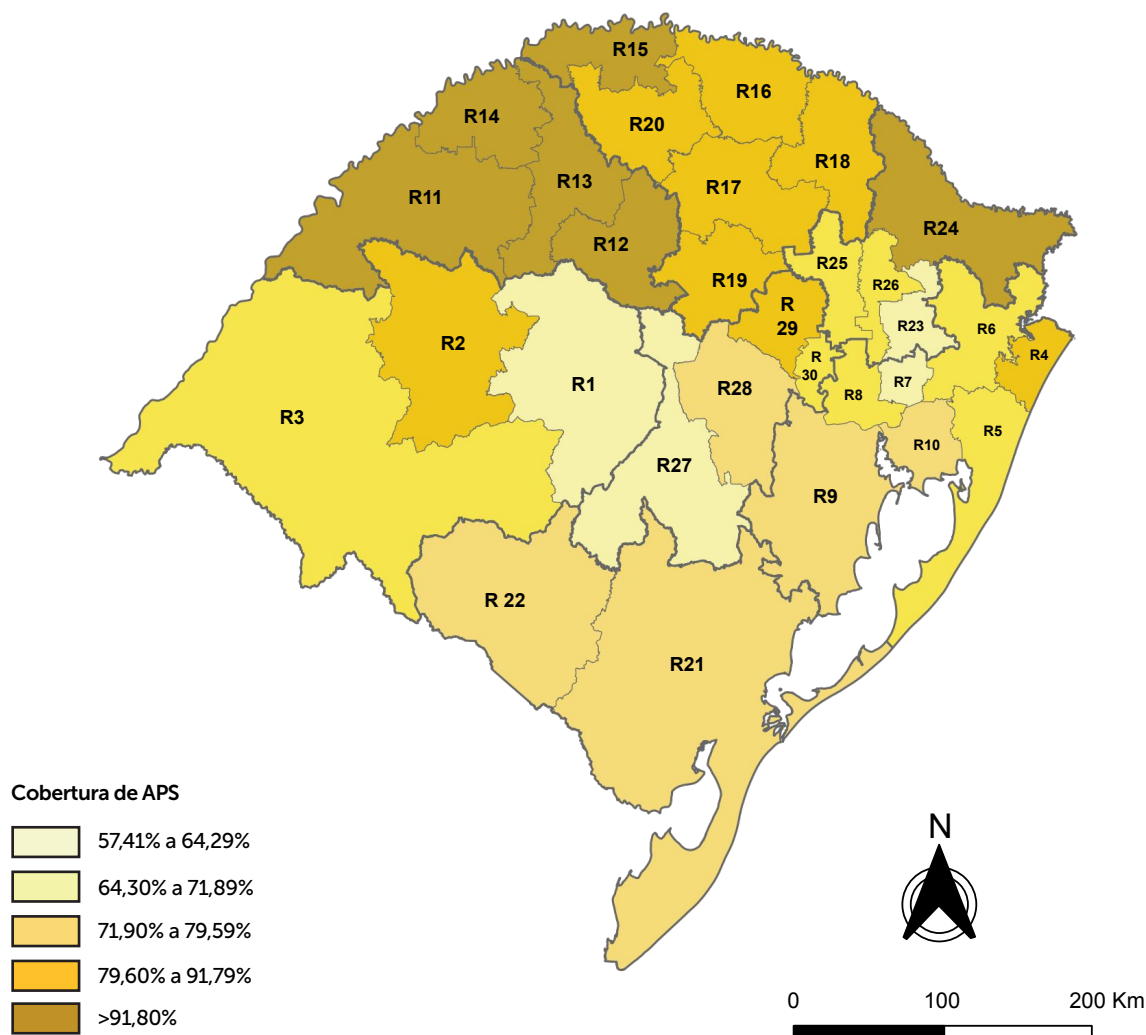 R15
R16
R14
R20
R18
R13
R17
R11
R24
R12
R25
R19
R26
R
29
R23
R6
R2
R4
R
30
R7
R1
R28
R8
R3
R5
R10
R27
R9
R 22
R21
Cobertura de APS
57,41% a 64,29%
64,30% a 71,89%
71,90% a 79,59%
79,60% a 91,79%
>91,80%
N
0 100 200 Km